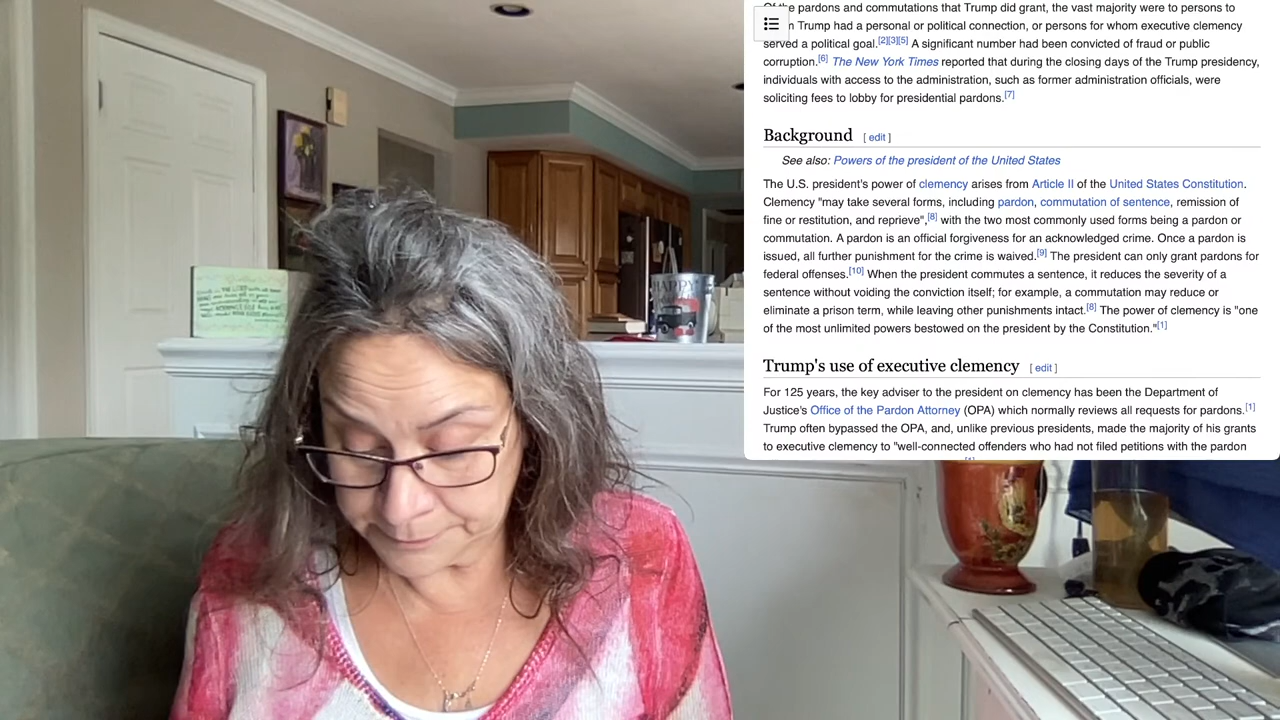 Of the pardons and commutations that Trump did grant, the vast majority were to persons to
Trump had a personal or political connection, or persons for whom executive clemency
served a political goal.[2][3][5] A significant number had been convicted of fraud or public
corruption.[6] The New York Times reported that during the closing days of the Trump presidency,
individuals with access to the administration, such as former administration officials, were
soliciting fees to lobby for presidential pardons.[7]
Background [ edit ]
See also: Powers of the president of the United States
The U.S. president's power of clemency arises from Article II of the United States Constitution.
Clemency "may take several forms, including pardon, commutation of sentence, remission of
fine or restitution, and reprieve",[8] with the two most commonly used forms being a pardon or
commutation. A pardon is an official forgiveness for an acknowledged crime. Once a pardon is
issued, all further punishment for the crime is waived.[9] The president can only grant pardons for
federal offenses.[10] When the president commutes a sentence, it reduces the severity of a
sentence without voiding the conviction itself; for example, a commutation may reduce or
eliminate a prison term, while leaving other punishments intact.[8] The power of clemency is "one
of the most unlimited powers bestowed on the president by the Constitution."[1]
Trump's use of executive clemency [ edit ]
For 125 years, the key adviser to the president on clemency has been the Department of
Justice's Office of the Pardon Attorney (OPA) which normally reviews all requests for pardons.[1]
Trump often bypassed the OPA, and, unlike previous presidents, made the majority of his grants
to executive clemency to "well-connected offenders who had not filed petitions with the pardon